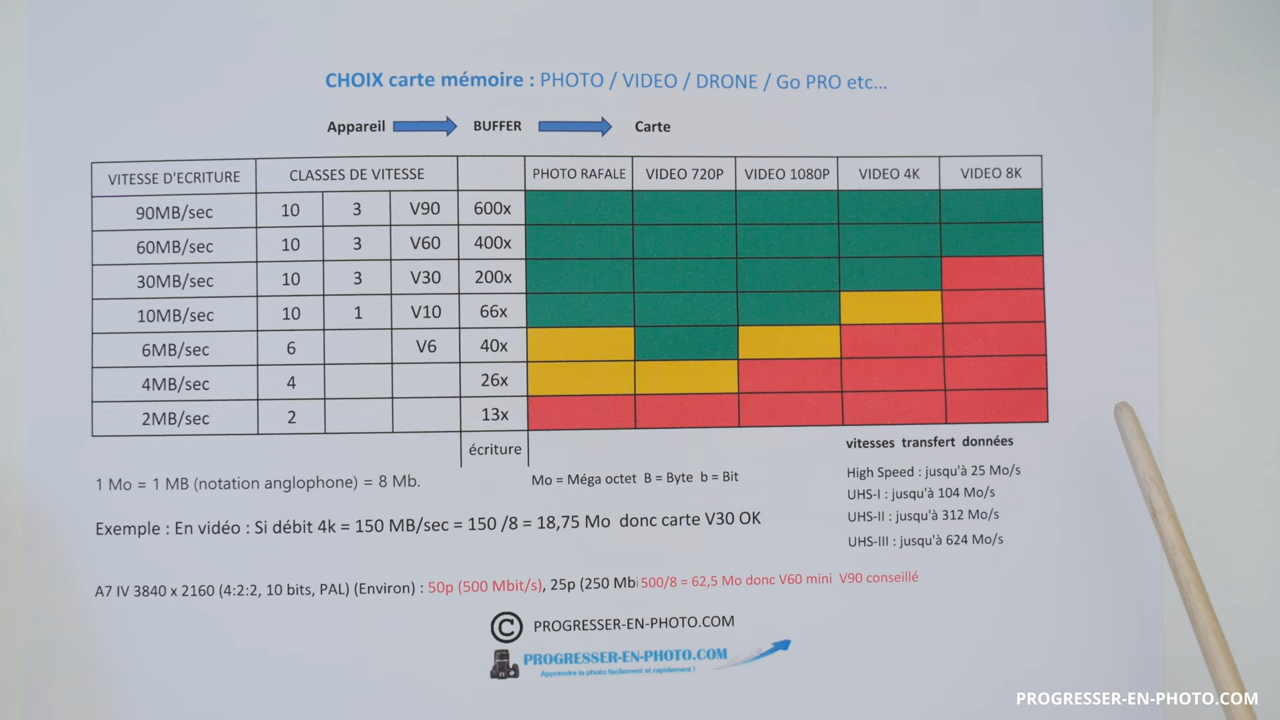 CHOIX carte mémoire : PHOTO / VIDEO / DRONE / Go PRO etc...
Appareil BUFFER Carte
VITESSE D'ECRITURE CLASSES DE VITESSE PHOTO RAFALE VIDEO 720P VIDEO 1080P VIDEO 4K VIDEO 8K
90MB/sec 10 3 V90 600x
60MB/sec 10 3 V60 400x
30MB/sec 10 3 V30 200x
10MB/sec 10 1 V10 66x
6MB/sec 6 V6 40x
4MB/sec 4 26x
2MB/sec 2 13x
écriture
vitesses transfert données
1 Mo = 1 MB (notation anglophone) = 8 Mb.
Mo = Méga octet B = Byte b = Bit
High Speed : jusqu'à 25 Mo/s
UHS-I : jusqu'à 104 Mo/s
UHS-II : jusqu'à 312 Mo/s
UHS-III : jusqu'à 624 Mo/s
Exemple : En vidéo : Si débit 4k = 150 MB/sec = 150 /8 = 18,75 Mo donc carte V30 OK
A7 IV 3840 x 2160 (4:2:2, 10 bits, PAL) (Environ) : 50p (500 Mbit/s), 25p (250 Mb 500/8 = 62,5 Mo donc V60 mini V90 conseillé
© PROGRESSER-EN-PHOTO.COM
PROGRESSER-EN-PHOTO.COM
Apprendre la photo facilement et rapidement !
PROGRESSER-EN-PHOTO.COM